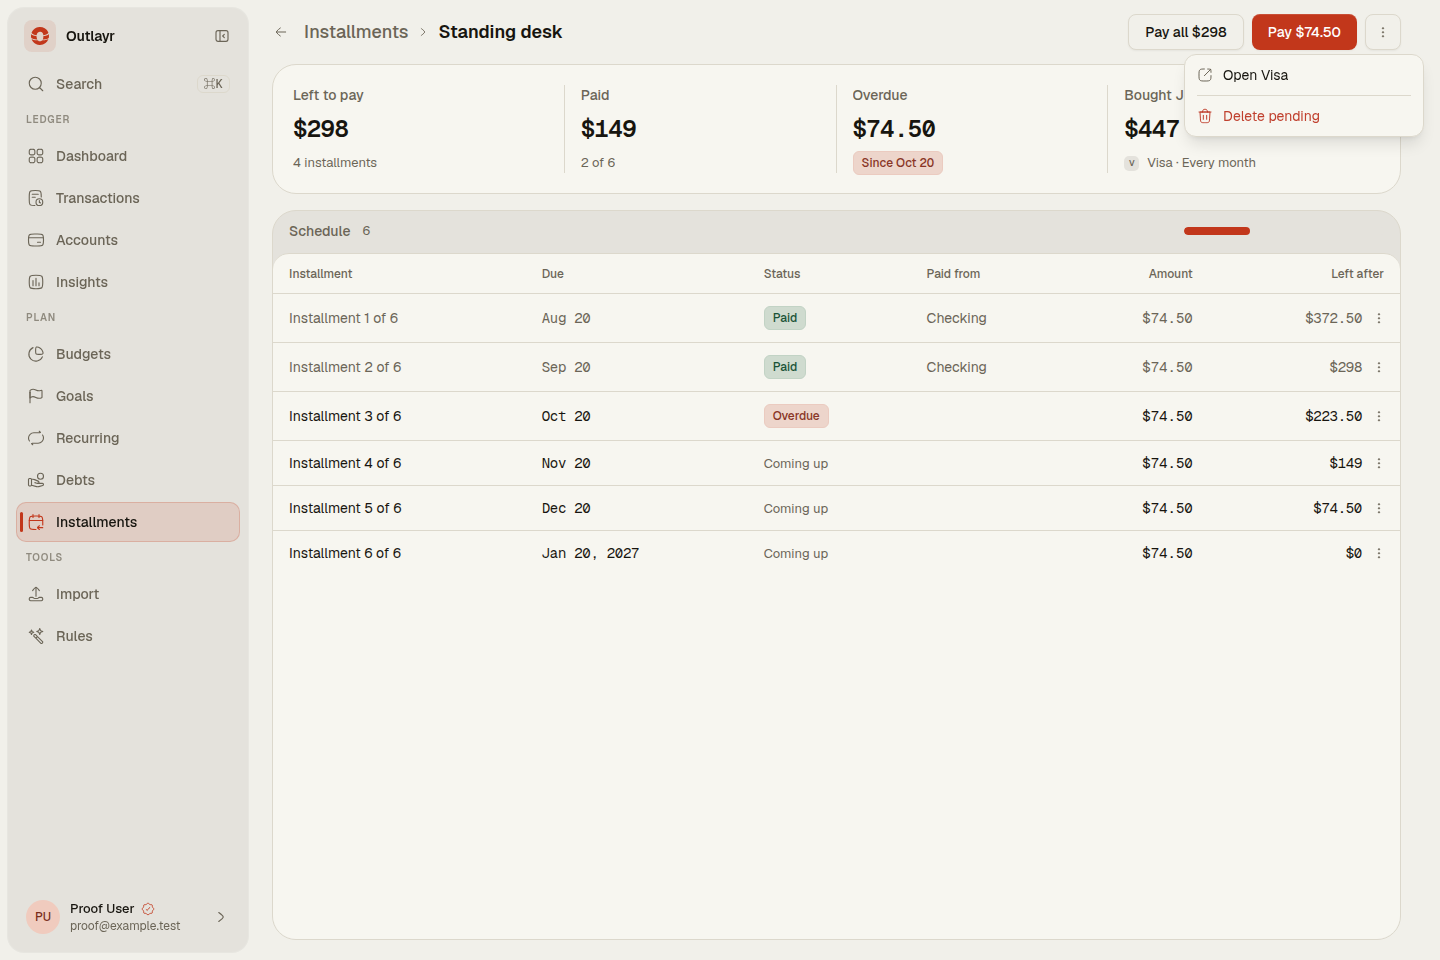 Outlayr
Search ⌘K
LEDGER
Dashboard
Transactions
Accounts
Insights
PLAN
Budgets
Goals
Recurring
Debts
Installments
TOOLS
Import
Rules
PU
Proof User
proof@example.test
Installments
Standing desk
Pay all $298
Pay $74.50
Open Visa
Delete pending
Left to pay
$298
4 installments
Paid
$149
2 of 6
Overdue
$74.50
Since Oct 20
Bought
$447
V Visa · Every month
Schedule 6
Installment Due Status Paid from Amount Left after
Installment 1 of 6 Aug 20 Paid Checking $74.50 $372.50
Installment 2 of 6 Sep 20 Paid Checking $74.50 $298
Installment 3 of 6 Oct 20 Overdue $74.50 $223.50
Installment 4 of 6 Nov 20 Coming up $74.50 $149
Installment 5 of 6 Dec 20 Coming up $74.50 $74.50
Installment 6 of 6 Jan 20, 2027 Coming up $74.50 $0